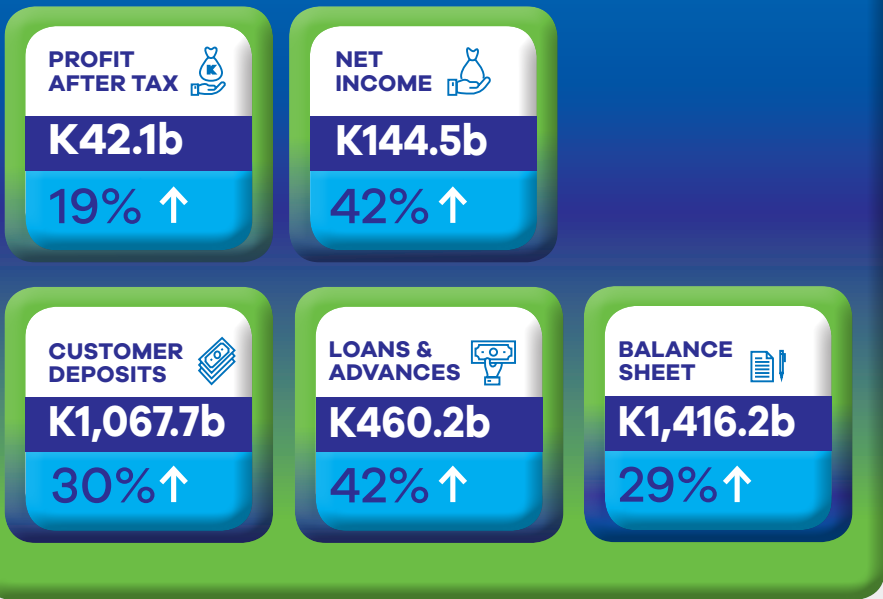 PROFIT
AFTER TAX
K
K42.1b
19% ↑
NET
INCOME
K144.5b
42% ↑
CUSTOMER
DEPOSITS
K1,067.7b
30% ↑
LOANS &
ADVANCES
K460.2b
42% ↑
BALANCE
SHEET
K1,416.2b
29% ↑